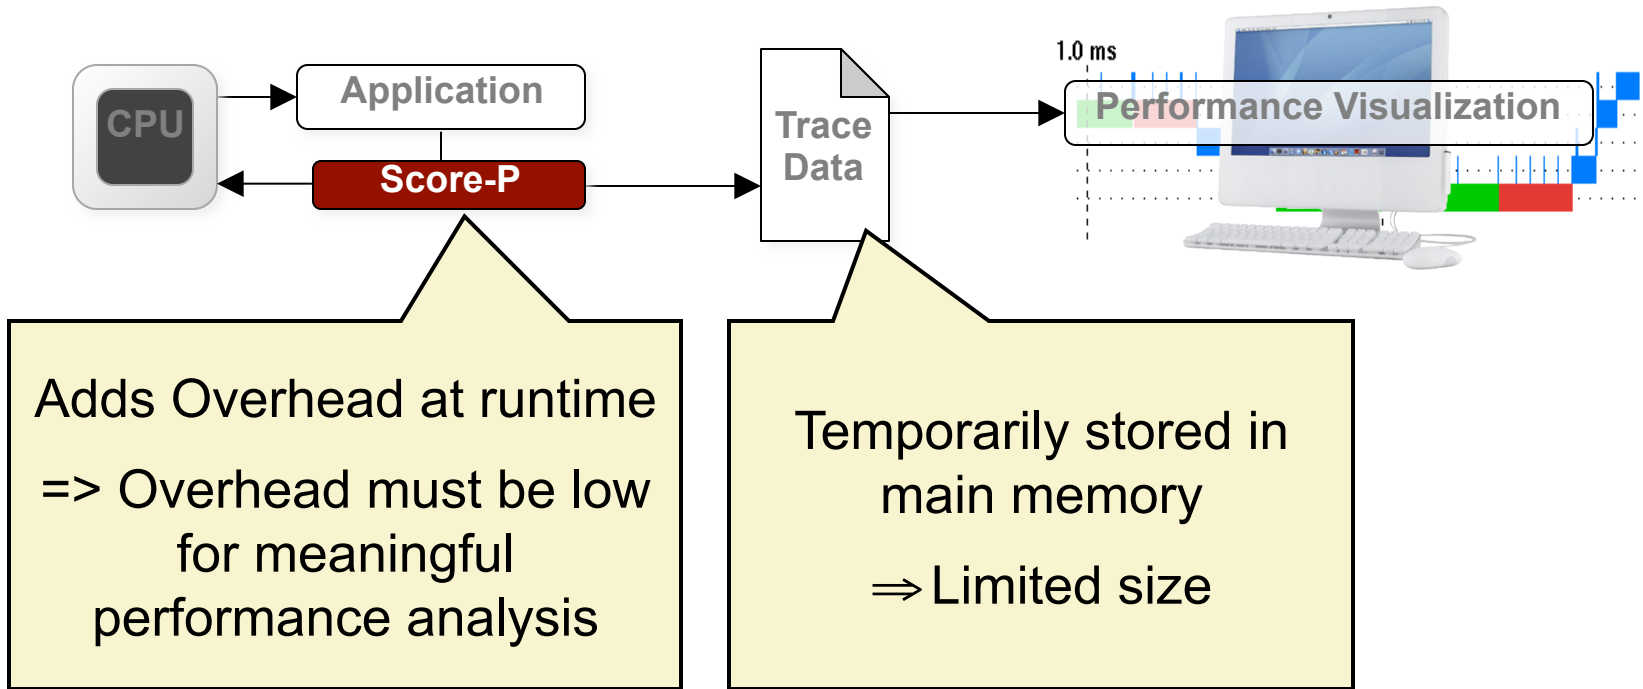 1.0 ms
CPU
Application
Score-P
Trace
Data
Performance Visualization
Adds Overhead at runtime
=> Overhead must be low
for meaningful
performance analysis
Temporarily stored in
main memory
⇒ Limited size